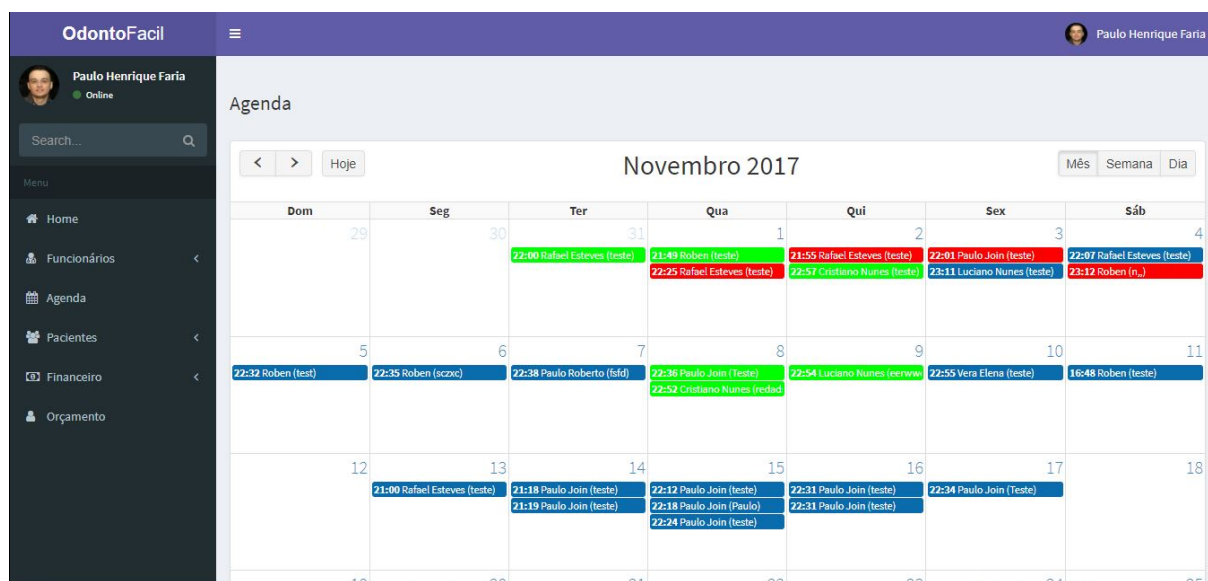 OdontoFacil
Paulo Henrique Faria
Paulo Henrique Faria
Online
Agenda
Search...
Menu
Home
Funcionários
Agenda
Pacientes
Financeiro
Orçamento
Hoje
Novembro 2017
Mês Semana Dia
Dom Seg Ter Qua Qui Sex Sáb
29 30 31 1 2 3 4
22:00 Rafael Esteves (teste) 21:49 Roben (teste) 21:55 Rafael Esteves (teste) 22:01 Paulo Join (teste) 22:07 Rafael Esteves (teste)
22:25 Rafael Esteves (teste) 22:57 Cristiano Nunes (teste) 23:11 Luciano Nunes (teste) 23:12 Roben (n,,)
5 6 7 8 9 10 11
22:32 Roben (test) 22:35 Roben (sczxc) 22:38 Paulo Roberto (fsfd) 22:36 Paulo Join (Teste) 22:54 Luciano Nunes (eerww 22:55 Vera Elena (teste) 16:48 Roben (teste)
22:52 Cristiano Nunes (redad
12 13 14 15 16 17 18
21:00 Rafael Esteves (teste) 21:18 Paulo Join (teste) 22:12 Paulo Join (teste) 22:31 Paulo Join (teste) 22:34 Paulo Join (Teste)
21:19 Paulo Join (teste) 22:18 Paulo Join (Paulo) 22:31 Paulo Join (teste)
22:24 Paulo Join (teste)